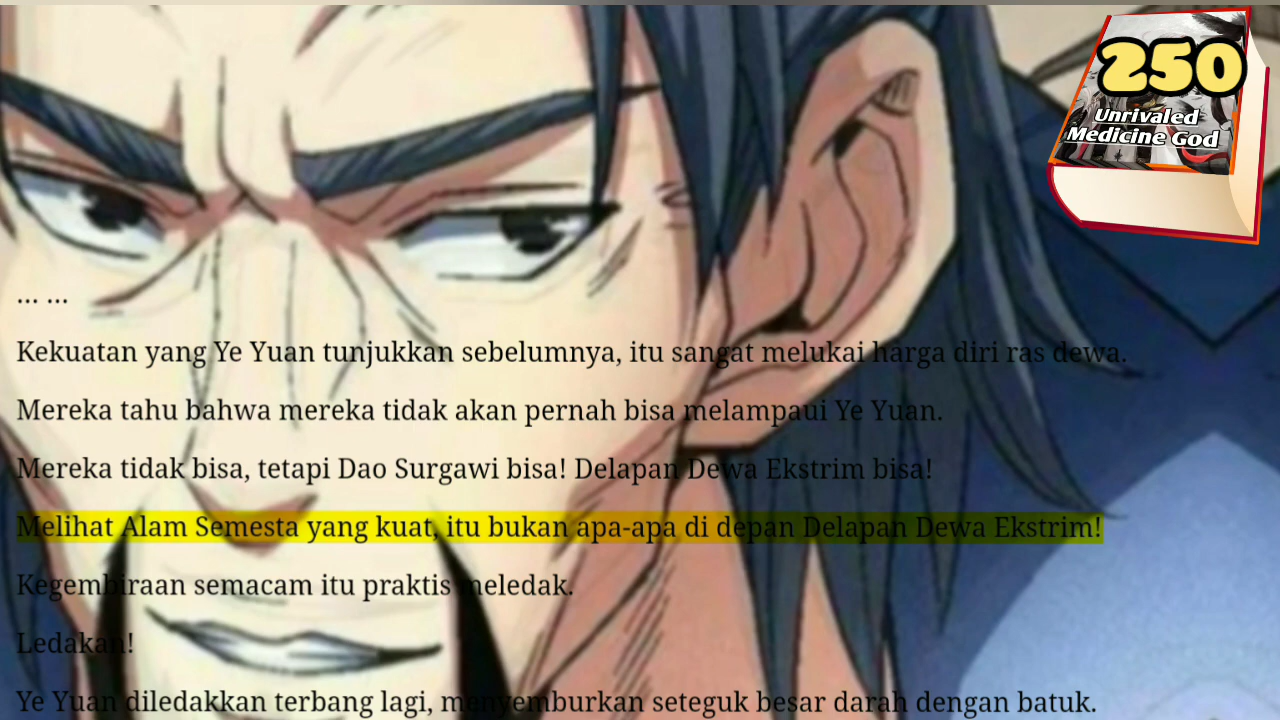 250
Unrivaled
Medicine God
... ...
Kekuatan yang Ye Yuan tunjukkan sebelumnya, itu sangat melukai harga diri ras dewa.
Mereka tahu bahwa mereka tidak akan pernah bisa melampaui Ye Yuan.
Mereka tidak bisa, tetapi Dao Surgawi bisa! Delapan Dewa Ekstrim bisa!
Melihat Alam Semesta yang kuat, itu bukan apa-apa di depan Delapan Dewa Ekstrim!
Kegembiraan semacam itu praktis meledak.
Ledakan!
Ye Yuan diledakkan terbang lagi, menyemburkan seteguk besar darah dengan batuk.